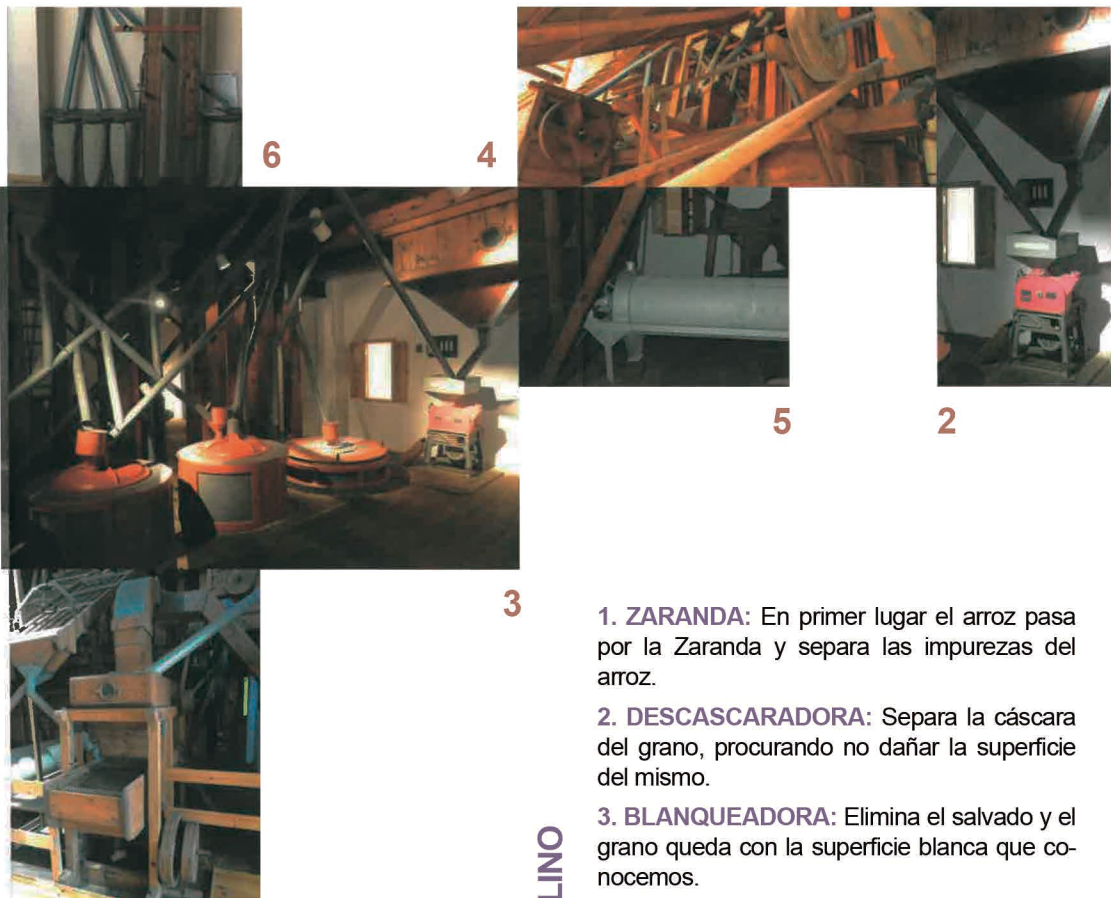 6
4
5
2
3
1. ZARANDA: En primer lugar el arroz pasa
por la Zaranda y separa las impurezas del
arroz.
2. DESCASCARADORA: Separa la cáscara
del grano, procurando no dañar la superficie
del mismo.
3. BLANQUEADORA: Elimina el salvado y el
grano queda con la superficie blanca que co-
nocemos.
LINO